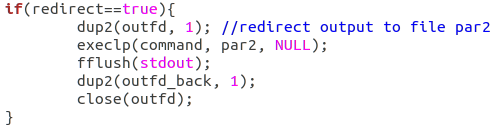 if(redirect==true){
        dup2(outfd, 1); //redirect output to file par2
        execlp(command, par2, NULL);
        fflush(stdout);
        dup2(outfd_back, 1);
        close(outfd);
}